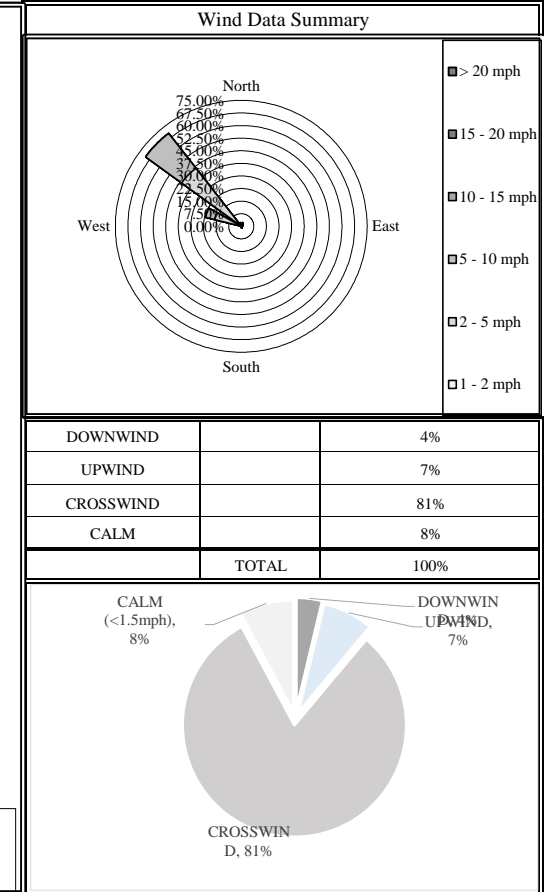 Wind Data Summary
North
75.00%
67.50%
60.00%
52.50%
45.00%
37.50%
30.00%
22.50%
15.00%
7.50%
0.00%
West
East
South
> 20 mph
15 - 20 mph
10 - 15 mph
5 - 10 mph
2 - 5 mph
1 - 2 mph
DOWNWIND 4%
UPWIND 7%
CROSSWIND 81%
CALM 8%
TOTAL 100%
CALM
(<1.5mph),
8%
DOWNWIN
D, 4%
UPWIND,
7%
CROSSWIN
D, 81%